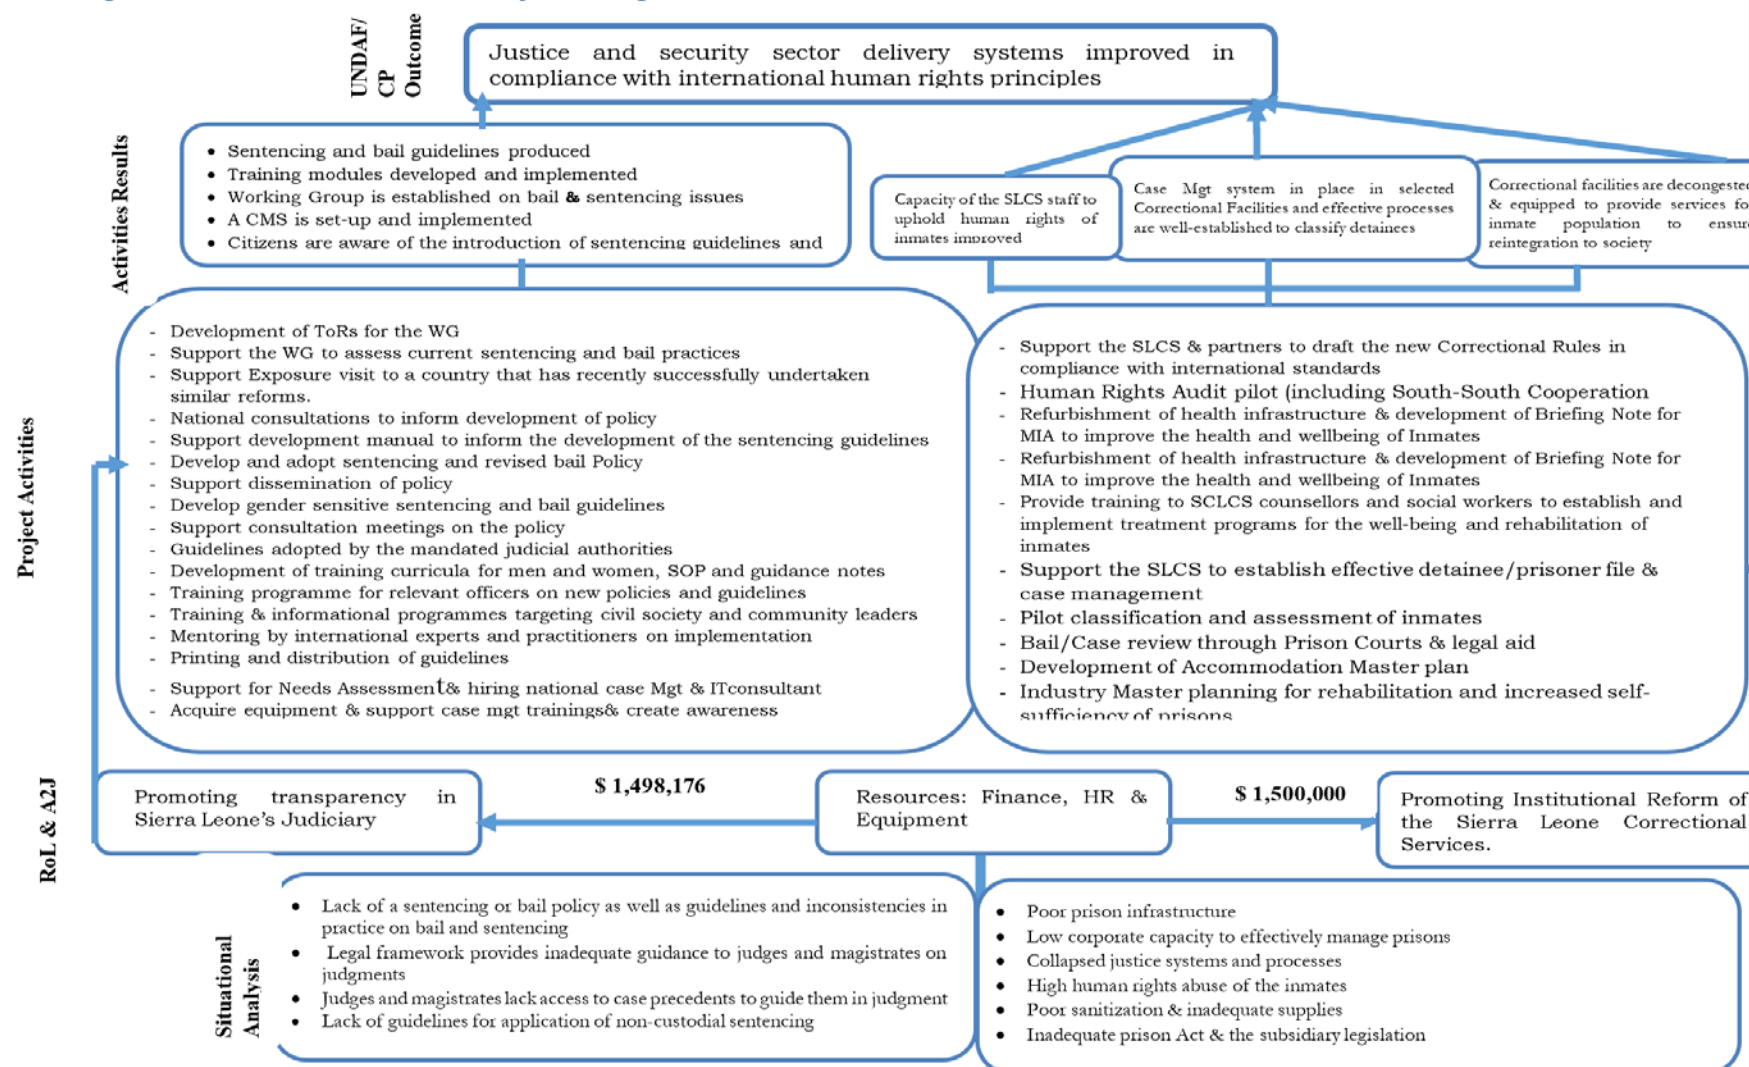 UNDAF/
CP
Outcome
Justice and security sector delivery systems improved in
compliance with international human rights principles
Activities Results
• Sentencing and bail guidelines produced
• Training modules developed and implemented
• Working Group is established on bail & sentencing issues
• A CMS is set-up and implemented
• Citizens are aware of the introduction of sentencing guidelines and
Capacity of the SLCS staff to
uphold human rights of
inmates improved
Case Mgt system in place in selected
Correctional Facilities and effective processes
are well-established to classify detainees
Correctional facilities are decongested
& equipped to provide services fo
inmate population to ensure
reintegration to society
Project Activities
- Development of ToRs for the WG
- Support the WG to assess current sentencing and bail practices
- Support Exposure visit to a country that has recently successfully undertaken
similar reforms.
- National consultations to inform development of policy
- Support development manual to inform the development of the sentencing guidelines
- Develop and adopt sentencing and revised bail Policy
- Support dissemination of policy
- Develop gender sensitive sentencing and bail guidelines
- Support consultation meetings on the policy
- Guidelines adopted by the mandated judicial authorities
- Development of training curricula for men and women, SOP and guidance notes
- Training programme for relevant officers on new policies and guidelines
- Training & informational programmes targeting civil society and community leaders
- Mentoring by international experts and practitioners on implementation
- Printing and distribution of guidelines
- Support for Needs Assessment& hiring national case Mgt & ITconsultant
- Acquire equipment & support case mgt trainings& create awareness
- Support the SLCS & partners to draft the new Correctional Rules in
compliance with international standards
- Human Rights Audit pilot (including South-South Cooperation
- Refurbishment of health infrastructure & development of Briefing Note for
MIA to improve the health and wellbeing of Inmates
- Refurbishment of health infrastructure & development of Briefing Note for
MIA to improve the health and wellbeing of Inmates
- Provide training to SCLCS counsellors and social workers to establish and
implement treatment programs for the well-being and rehabilitation of
inmates
- Support the SLCS to establish effective detainee/prisoner file &
case management
- Pilot classification and assessment of inmates
- Bail/Case review through Prison Courts & legal aid
- Development of Accommodation Master plan
- Industry Master planning for rehabilitation and increased self-
sufficiency of prisons
RoL & A2J
Promoting transparency in
Sierra Leone's Judiciary
$ 1,498,176
Resources: Finance, HR &
Equipment
$ 1,500,000
Promoting Institutional Reform of
the Sierra Leone Correctional
Services.
Situational
Analysis
• Lack of a sentencing or bail policy as well as guidelines and inconsistencies in
practice on bail and sentencing
• Legal framework provides inadequate guidance to judges and magistrates on
judgments
• Judges and magistrates lack access to case precedents to guide them in judgment
• Lack of guidelines for application of non-custodial sentencing
• Poor prison infrastructure
• Low corporate capacity to effectively manage prisons
• Collapsed justice systems and processes
• High human rights abuse of the inmates
• Poor sanitization & inadequate supplies
• Inadequate prison Act & the subsidiary legislation